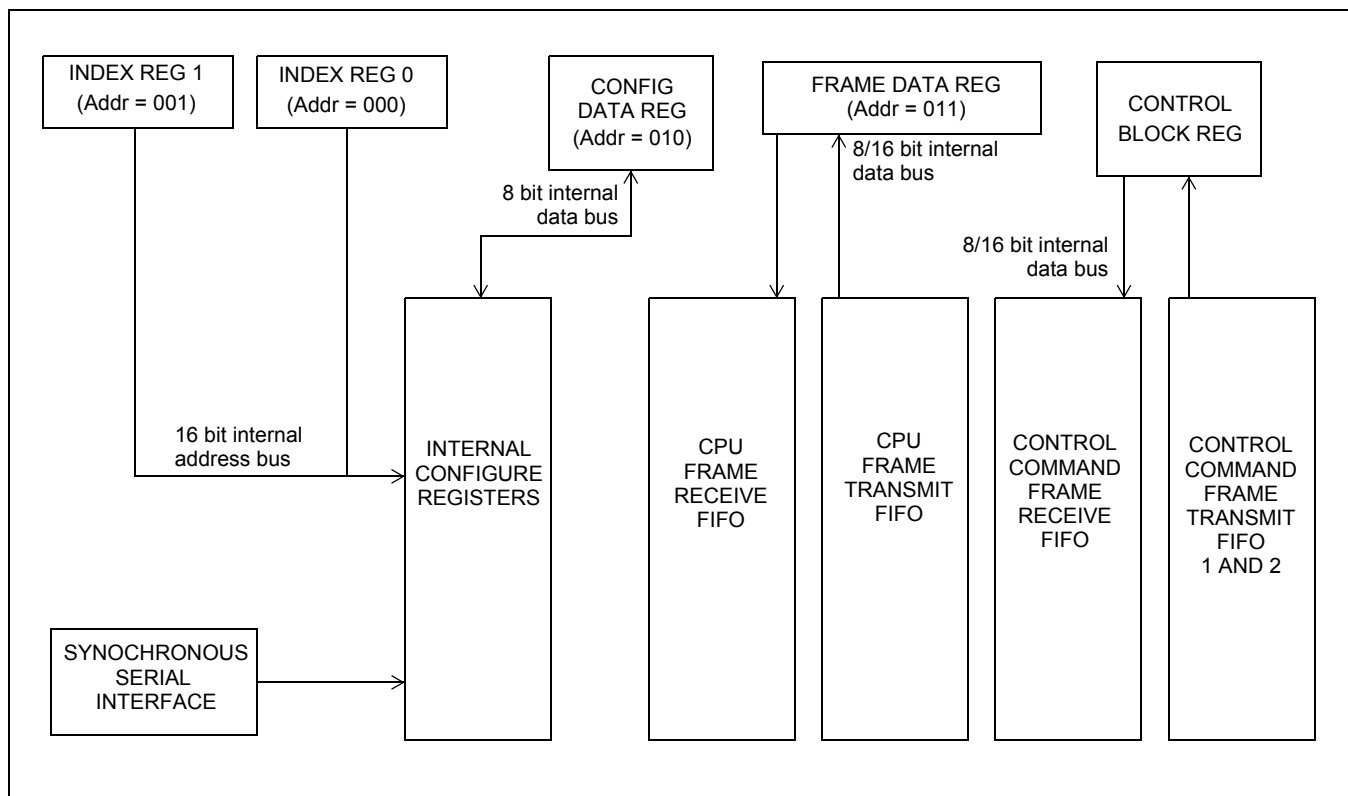 INDEX REG 1
(Addr = 001)
INDEX REG 0
(Addr = 000)
CONFIG
DATA REG
(Addr = 010)
FRAME DATA REG
(Addr = 011)
CONTROL
BLOCK REG
8 bit internal
data bus
8/16 bit internal
data bus
8/16 bit internal
data bus
16 bit internal
address bus
INTERNAL
CONFIGURE
REGISTERS
CPU
FRAME
RECEIVE
FIFO
CPU
FRAME
TRANSMIT
FIFO
CONTROL
COMMAND
FRAME
RECEIVE
FIFO
CONTROL
COMMAND
FRAME
TRANSMIT
FIFO
1 AND 2
SYNOCHRONOUS
SERIAL
INTERFACE